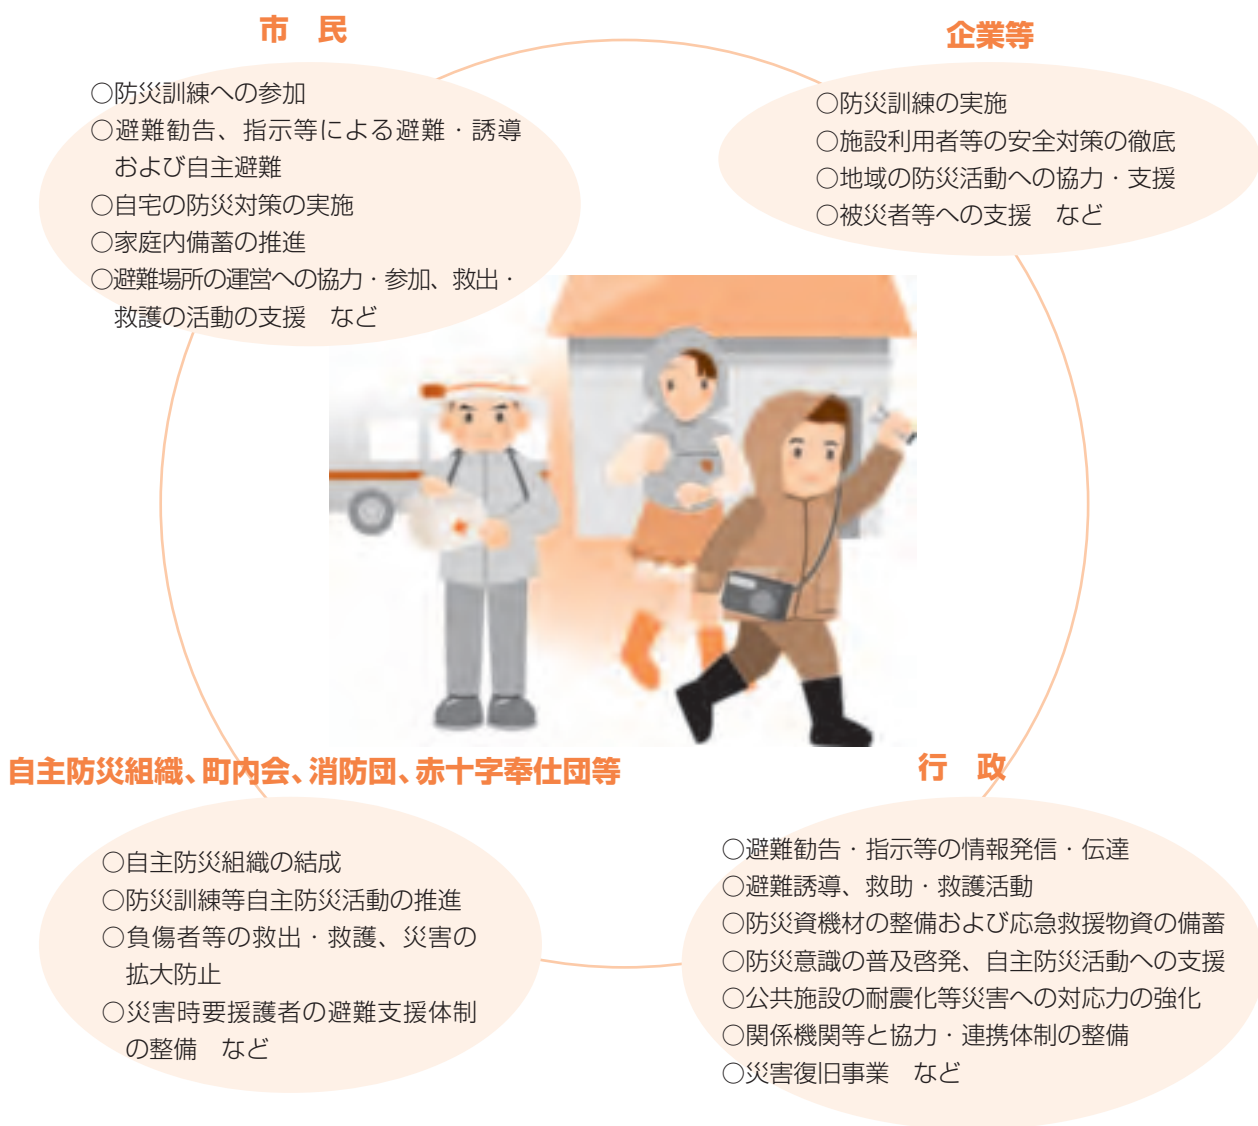 市　民
○防災訓練への参加
○避難勧告、指示等による避難・誘導
および自主避難
○自宅の防災対策の実施
○家庭内備蓄の推進
○避難場所の運営への協力・参加、救出・
救護の活動の支援　など
企業等
○防災訓練の実施
○施設利用者等の安全対策の徹底
○地域の防災活動への協力・支援
○被災者等への支援　など
自主防災組織、町内会、消防団、赤十字奉仕団等
○自主防災組織の結成
○防災訓練等自主防災活動の推進
○負傷者等の救出・救護、災害の
拡大防止
○災害時要援護者の避難支援体制
の整備　など
行　政
○避難勧告・指示等の情報発信・伝達
○避難誘導、救助・救護活動
○防災資機材の整備および応急救援物資の備蓄
○防災意識の普及啓発、自主防災活動への支援
○公共施設の耐震化等災害への対応力の強化
○関係機関等と協力・連携体制の整備
○災害復旧事業　など